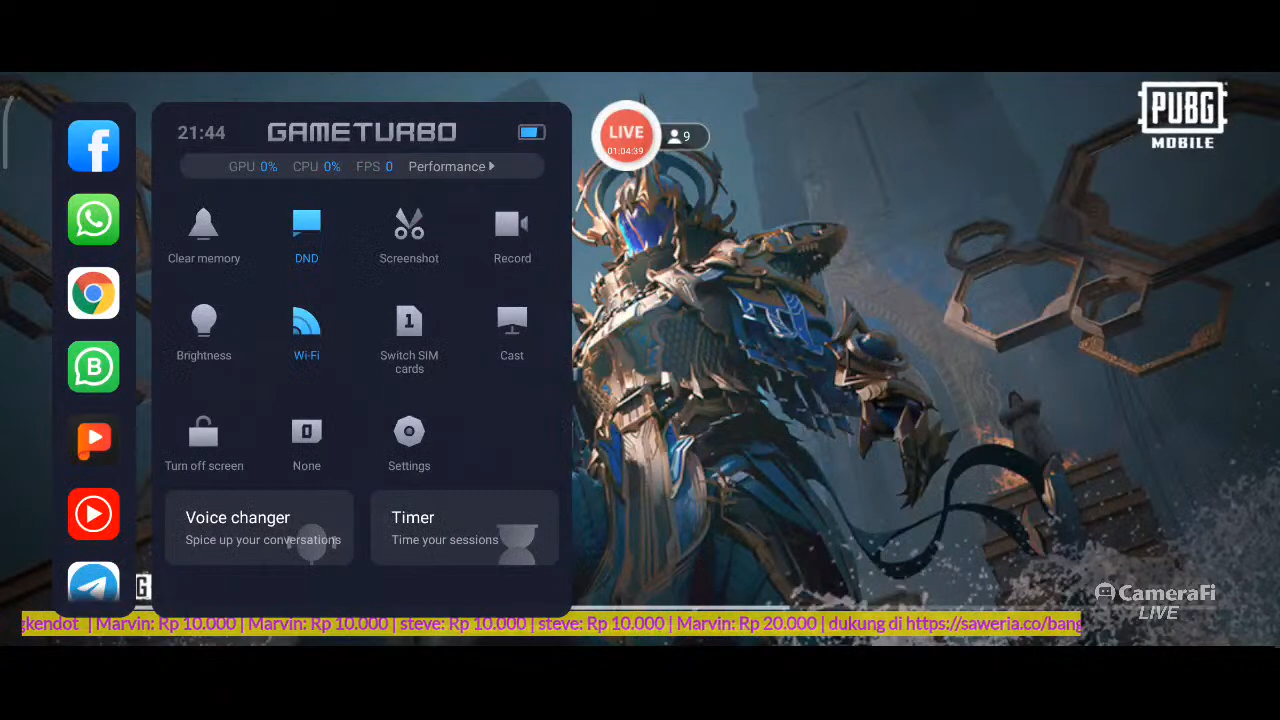 21:44 GAMETURBO
GPU 0% CPU 0% FPS 0 Performance
Clear memory DND Screenshot Record
1
Brightness Wi-Fi Switch SIM cards Cast
Turn off screen None Settings
Voice changer
Spice up your conversations
Timer
Time your sessions
LIVE
01:04:39
9
PUBG
MOBILE
B
CameraFi
LIVE
gkendot | Marvin: Rp 10.000 | Marvin: Rp 10.000 | steve: Rp 10.000 | steve: Rp 10.000 | Marvin: Rp 20.000 | dukung di https://saweria.co/bang